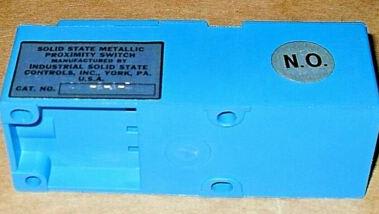 SOLID STATE METALLIC
PROXIMITY SWITCH
MANUFACTURED BY
INDUSTRIAL SOLID STATE
CONTROLS, INC., YORK, PA.
U.S.A.
CAT. NO.
N.O.